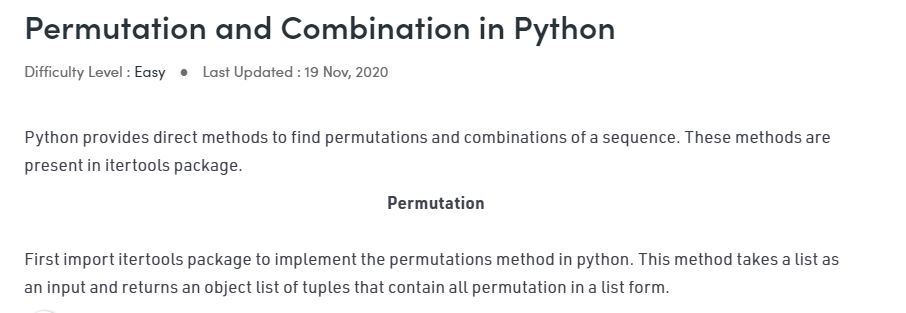 Permutation and Combination in Python
Difficulty Level : Easy ● Last Updated : 19 Nov, 2020
Python provides direct methods to find permutations and combinations of a sequence. These methods are
present in itertools package.
Permutation
First import itertools package to implement the permutations method in python. This method takes a list as
an input and returns an object list of tuples that contain all permutation in a list form.